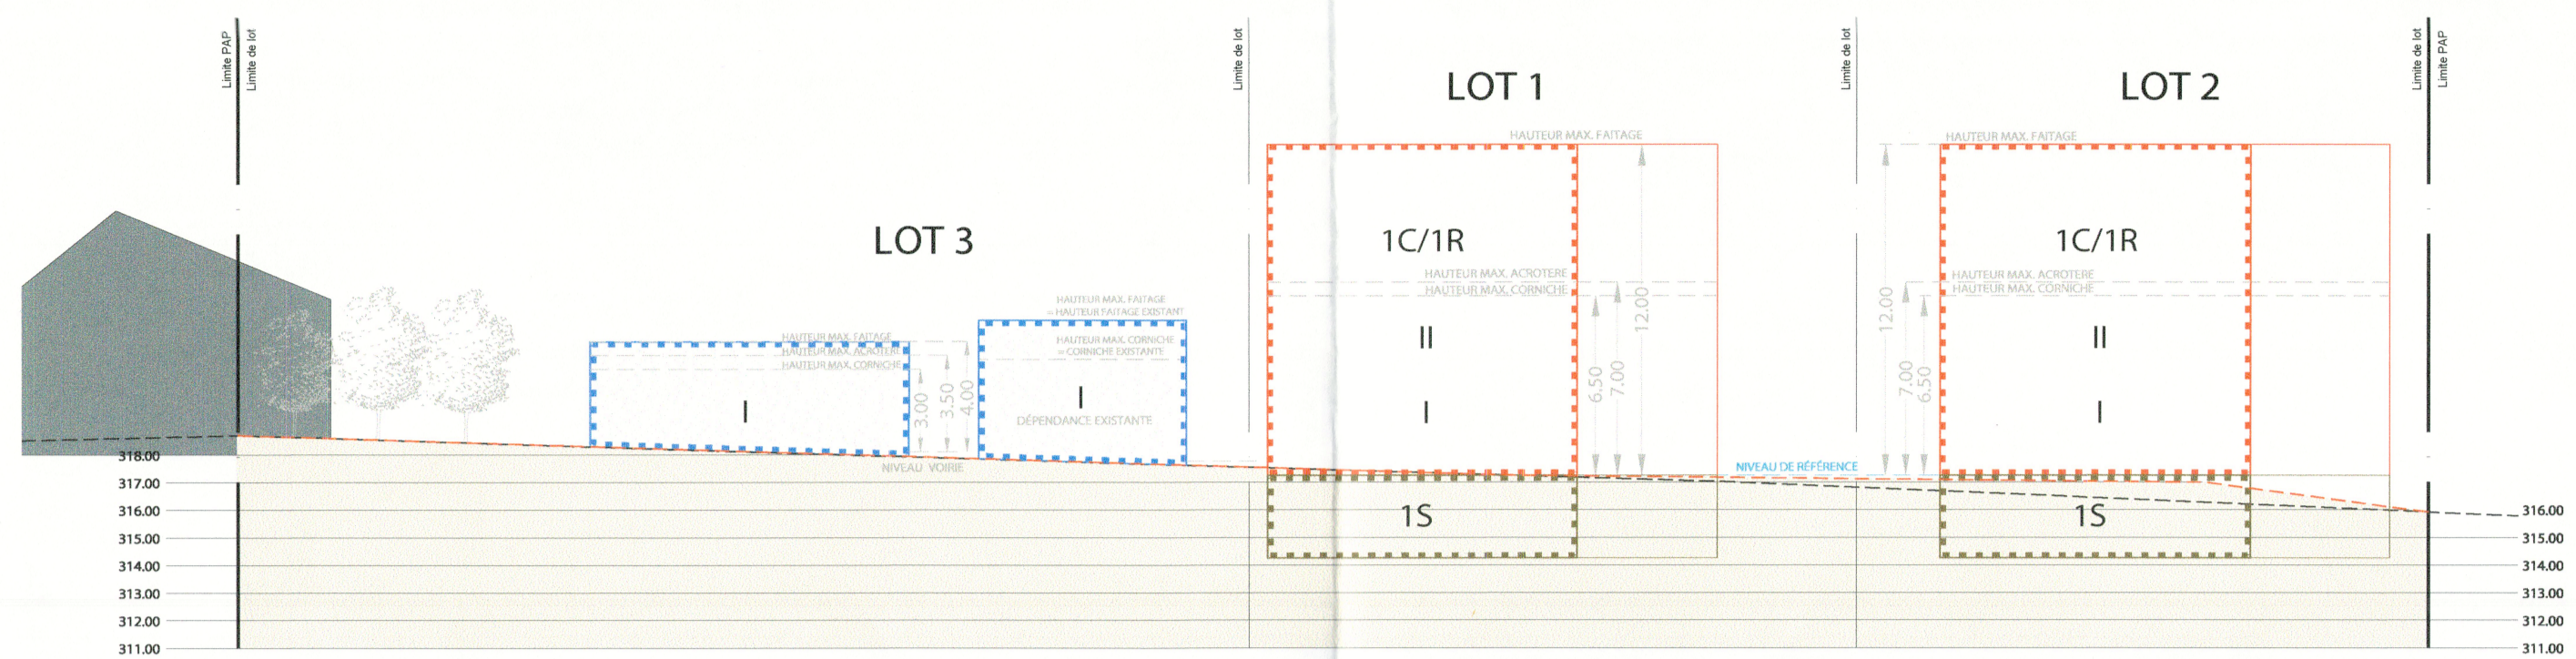 Limite PAP
Limite de lot
Limite de lot
Limite de lot
Limite de lot
Limite PAP
LOT 1
LOT 2
LOT 3
HAUTEUR MAX. FAITAGE
HAUTEUR MAX. FAITAGE
1C/1R
1C/1R
HAUTEUR MAX. ACROTERE
HAUTEUR MAX. CORNICHE
HAUTEUR MAX. ACROTERE
HAUTEUR MAX. CORNICHE
12.00
12.00
HAUTEUR MAX. FAITAGE
= HAUTEUR FAITAGE EXISTANT
HAUTEUR MAX. CORNICHE
= CORNICHE EXISTANTE
HAUTEUR MAX. FAITAGE
HAUTEUR MAX. ACROTERE
HAUTEUR MAX. CORNICHE
II
II
6.50
7.00
7.00
6.50
3.00
3.50
4.00
I
I
DÉPENDANCE EXISTANTE
I
I
NIVEAU VOIRIE
NIVEAU DE RÉFÉRENCE
1S
1S
318.00
317.00
316.00
315.00
314.00
313.00
312.00
311.00
316.00
315.00
314.00
313.00
312.00
311.00